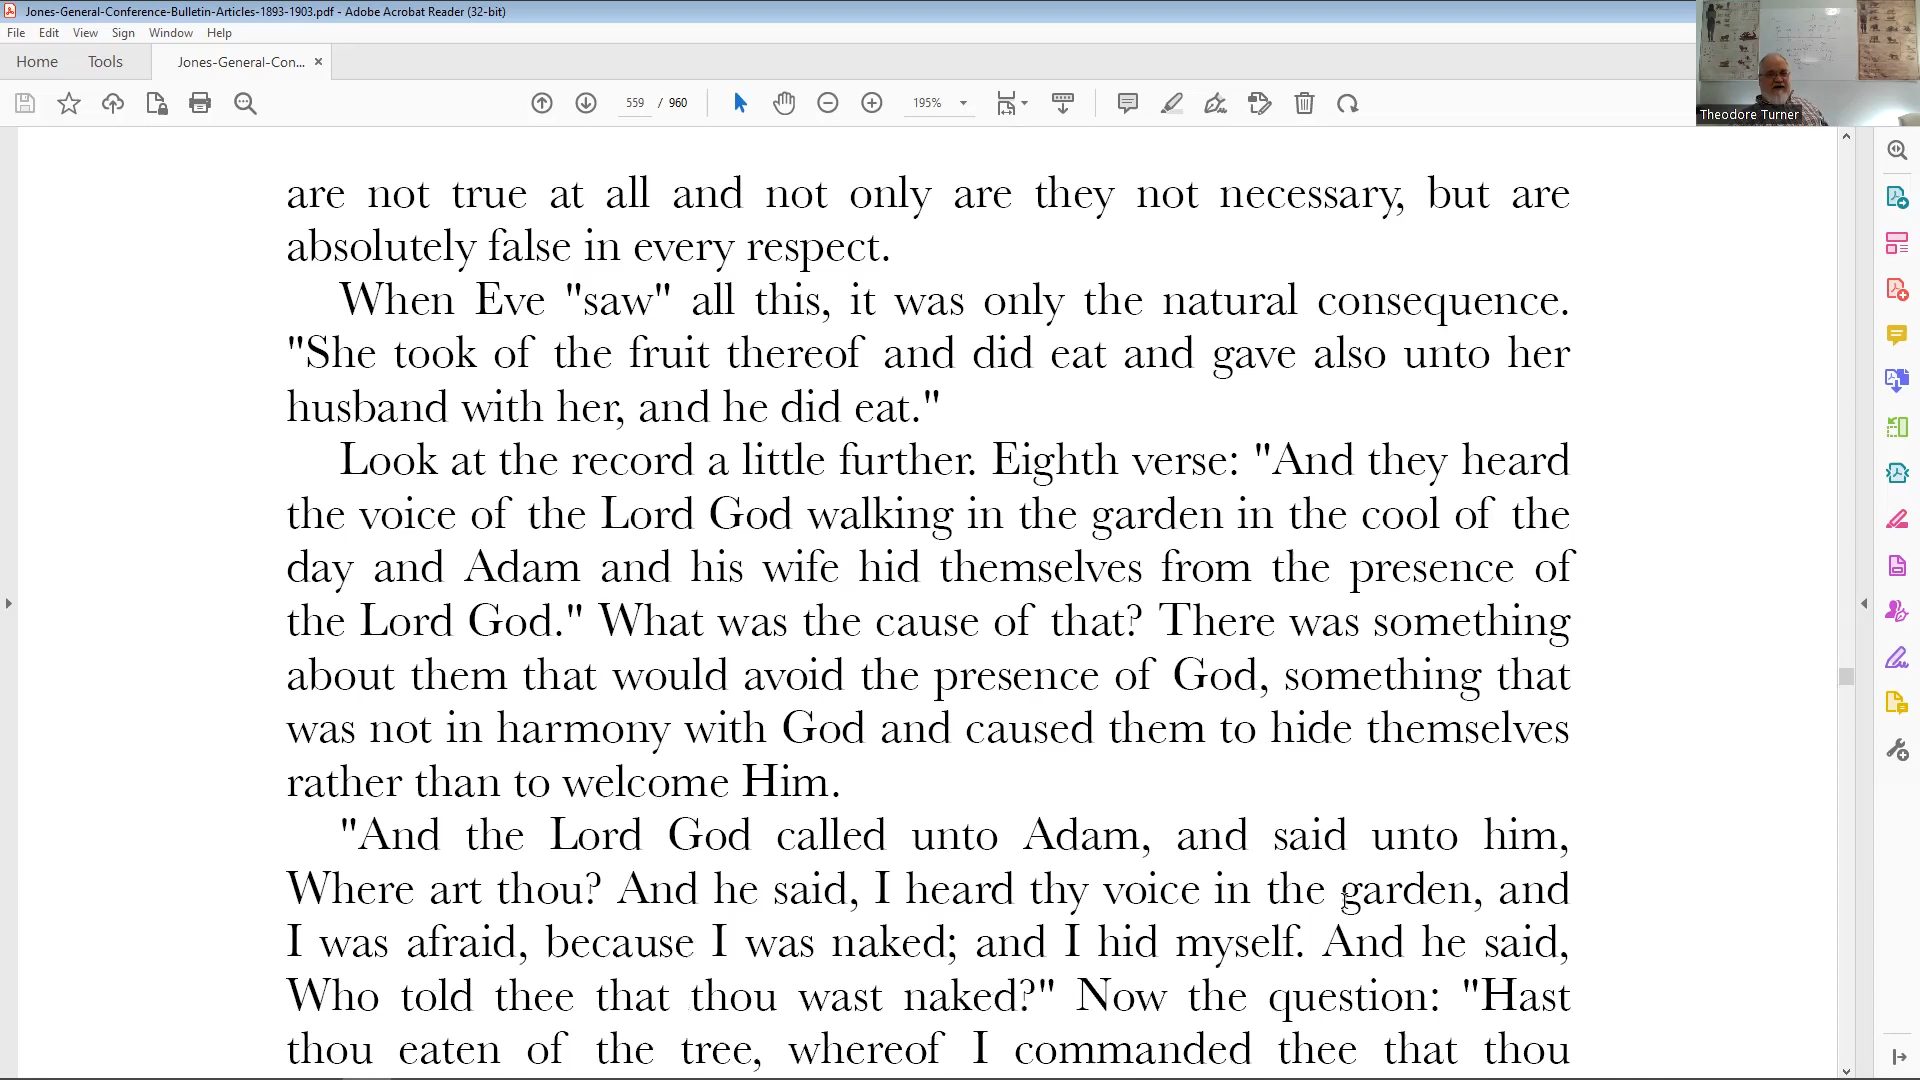 Jones-General-Conference-Bulletin-Articles-1893-1903.pdf - Adobe Acrobat Reader (32-bit)
File Edit View Sign Window Help
Home Tools Jones-General-Con... ×
559 / 960 195%
Theodore Turner
are not true at all and not only are they not necessary, but are
absolutely false in every respect.
When Eve "saw" all this, it was only the natural consequence.
"She took of the fruit thereof and did eat and gave also unto her
husband with her, and he did eat."
Look at the record a little further. Eighth verse: "And they heard
the voice of the Lord God walking in the garden in the cool of the
day and Adam and his wife hid themselves from the presence of
the Lord God." What was the cause of that? There was something
about them that would avoid the presence of God, something that
was not in harmony with God and caused them to hide themselves
rather than to welcome Him.
"And the Lord God called unto Adam, and said unto him,
Where art thou? And he said, I heard thy voice in the garden, and
I was afraid, because I was naked; and I hid myself. And he said,
Who told thee that thou wast naked?" Now the question: "Hast
thou eaten of the tree, whereof I commanded thee that thou